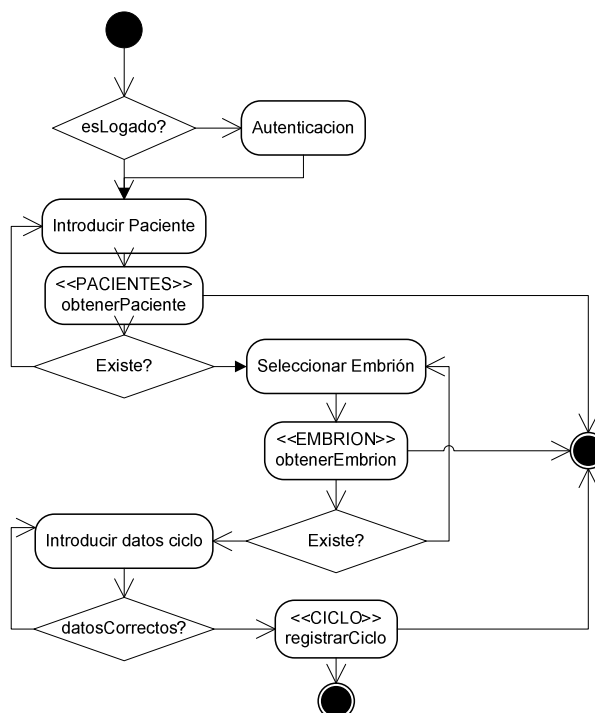 esLogado?
Autenticacion
Introducir Paciente
<<PACIENTES>>
obtenerPaciente
Existe?
Seleccionar Embrión
<<EMBRION>>
obtenerEmbrion
Existe?
Introducir datos ciclo
datosCorrectos?
<<CICLO>>
registrarCiclo